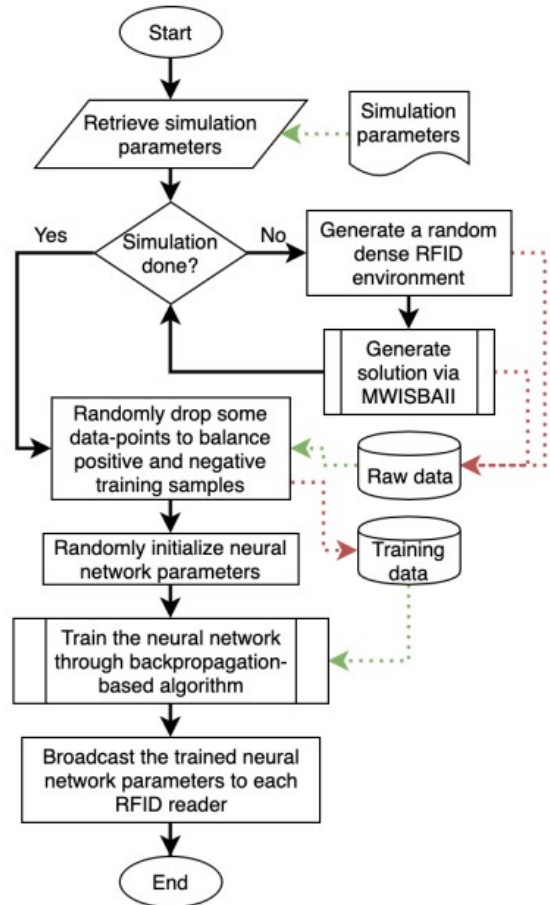 Start
Retrieve simulation
parameters
Simulation
parameters
Yes
Simulation
done?
No
Generate a random
dense RFID
environment
Generate
solution via
MWISBAII
Randomly drop some
data-points to balance
positive and negative
training samples
Raw data
Randomly initialize neural
network parameters
Training
data
Train the neural network
through backpropagation-
based algorithm
Broadcast the trained neural
network parameters to each
RFID reader
End